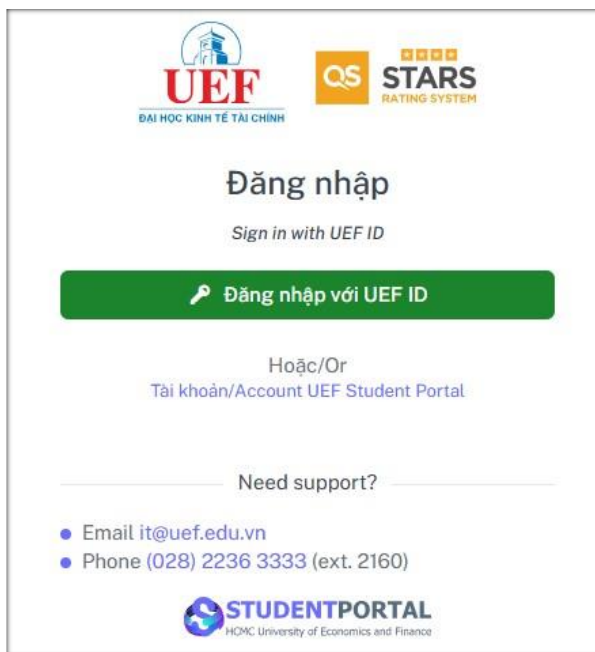 UEF
ĐẠI HỌC KINH TẾ TÀI CHÍNH
QS STARS
RATING SYSTEM
Đăng nhập
Sign in with UEF ID
Đăng nhập với UEF ID
Hoặc/Or
Tài khoản/Account UEF Student Portal
Need support?
Email it@uef.edu.vn
Phone (028) 2236 3333 (ext. 2160)
STUDENTPORTAL
HCMC University of Economics and Finance